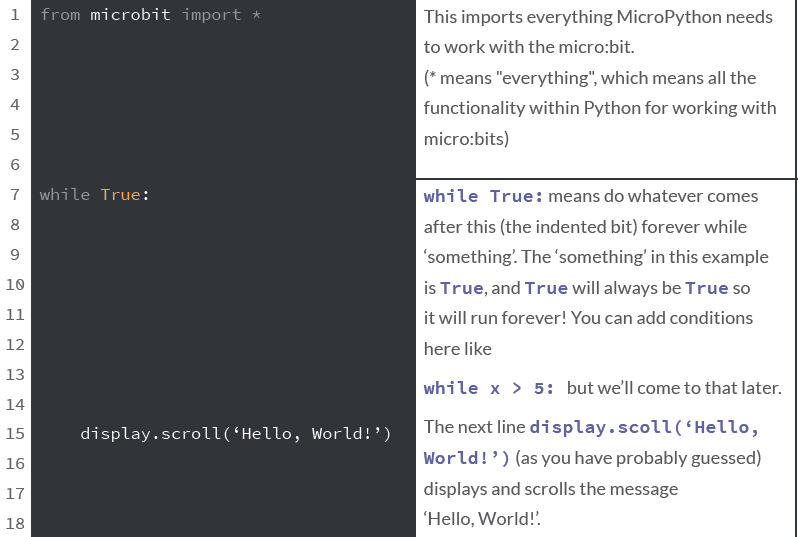 1 from microbit import *
2
3
4
5
6
7 while True:
8
9
10
11
12
13
14
15 display.scroll(‘Hello, World!’)
16
17
18
This imports everything MicroPython needs
to work with the micro:bit.
(* means "everything", which means all the
functionality within Python for working with
micro:bits)
while True: means do whatever comes
after this (the indented bit) forever while
‘something’. The ‘something’ in this example
is True, and True will always be True so
it will run forever! You can add conditions
here like
while x > 5: but we’ll come to that later.
The next line display.scoll(‘Hello,
World!’) (as you have probably guessed)
displays and scrolls the message
‘Hello, World!’.